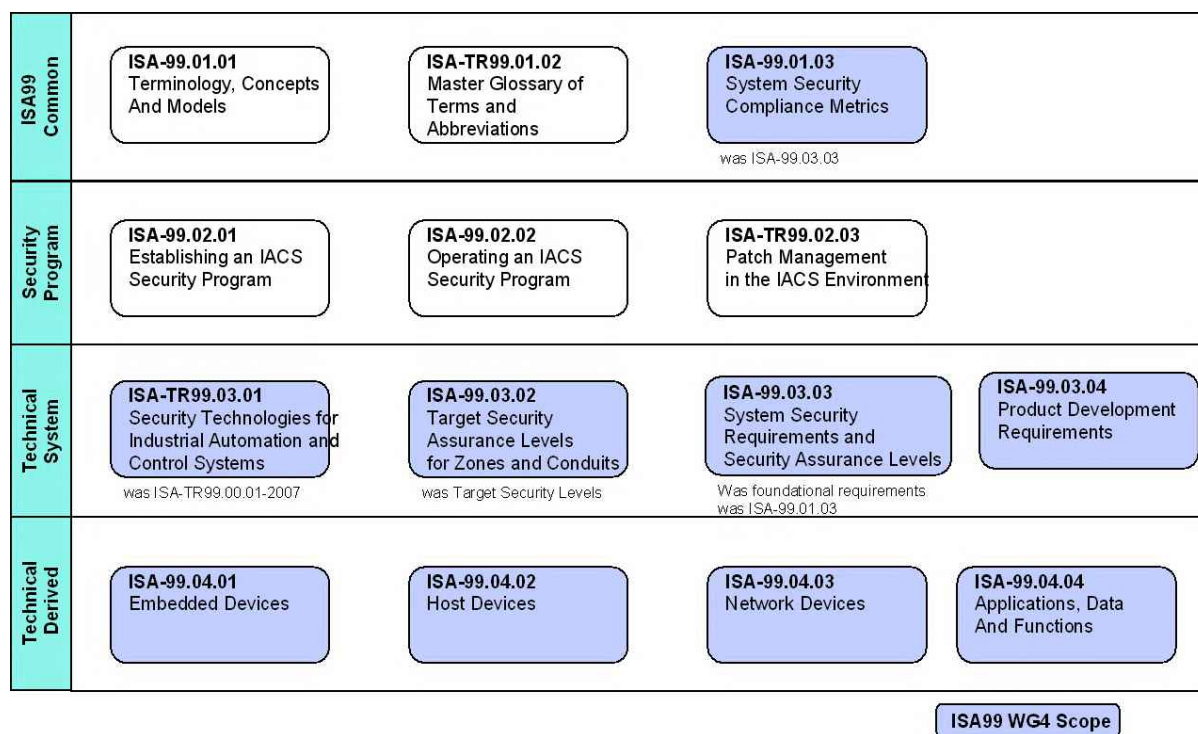 ISA99
Common
ISA-99.01.01
Terminology, Concepts
And Models
ISA-TR99.01.02
Master Glossary of
Terms and
Abbreviations
ISA-99.01.03
System Security
Compliance Metrics
was ISA-99.03.03
Security
Program
ISA-99.02.01
Establishing an IACS
Security Program
ISA-99.02.02
Operating an IACS
Security Program
ISA-TR99.02.03
Patch Management
in the IACS Environment
Technical
System
ISA-TR99.03.01
Security Technologies for
Industrial Automation and
Control Systems
was ISA-TR99.00.01-2007
ISA-99.03.02
Target Security
Assurance Levels
for Zones and Conduits
was Target Security Levels
ISA-99.03.03
System Security
Requirements and
Security Assurance Levels
Was foundational requirements
was ISA-99.01.03
ISA-99.03.04
Product Development
Requirements
Technical
Derived
ISA-99.04.01
Embedded Devices
ISA-99.04.02
Host Devices
ISA-99.04.03
Network Devices
ISA-99.04.04
Applications, Data
And Functions
ISA99 WG4 Scope